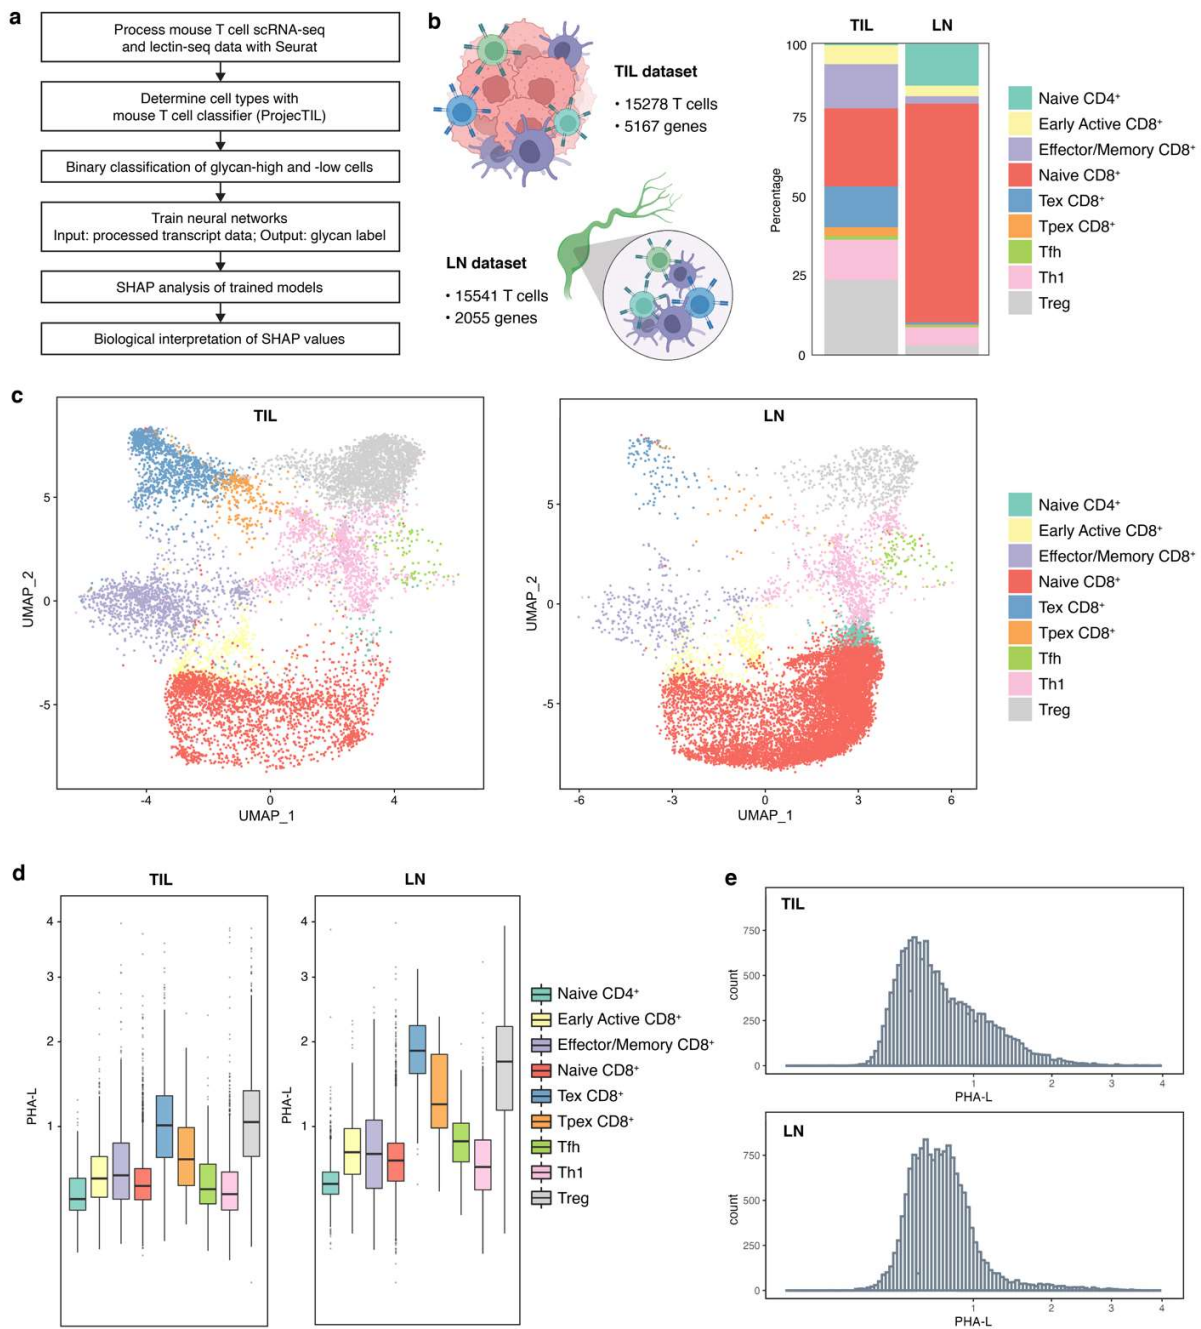 a
Process mouse T cell scRNA-seq
and lectin-seq data with Seurat
Determine cell types with
mouse T cell classifier (ProjecTIL)
Binary classification of glycan-high and -low cells
Train neural networks
Input: processed transcript data; Output: glycan label
SHAP analysis of trained models
Biological interpretation of SHAP values
b
TIL dataset
• 15278 T cells
• 5167 genes
LN dataset
• 15541 T cells
• 2055 genes
TIL LN
Percentage
100
75
50
25
0
Naive CD4⁺
Early Active CD8⁺
Effector/Memory CD8⁺
Naive CD8⁺
Tex CD8⁺
Tpex CD8⁺
Tfh
Th1
Treg
c
TIL
UMAP_2
5
0
-5
-4 0 4
UMAP_1
LN
UMAP_2
5
0
-5
-6 -3 0 3 6
UMAP_1
Naive CD4⁺
Early Active CD8⁺
Effector/Memory CD8⁺
Naive CD8⁺
Tex CD8⁺
Tpex CD8⁺
Tfh
Th1
Treg
d
TIL
PHA-L
4
3
2
1
LN
PHA-L
4
3
2
1
Naive CD4⁺
Early Active CD8⁺
Effector/Memory CD8⁺
Naive CD8⁺
Tex CD8⁺
Tpex CD8⁺
Tfh
Th1
Treg
e
TIL
count
750
500
250
0
1 2 3 4
PHA-L
LN
count
750
500
250
0
1 2 3 4
PHA-L